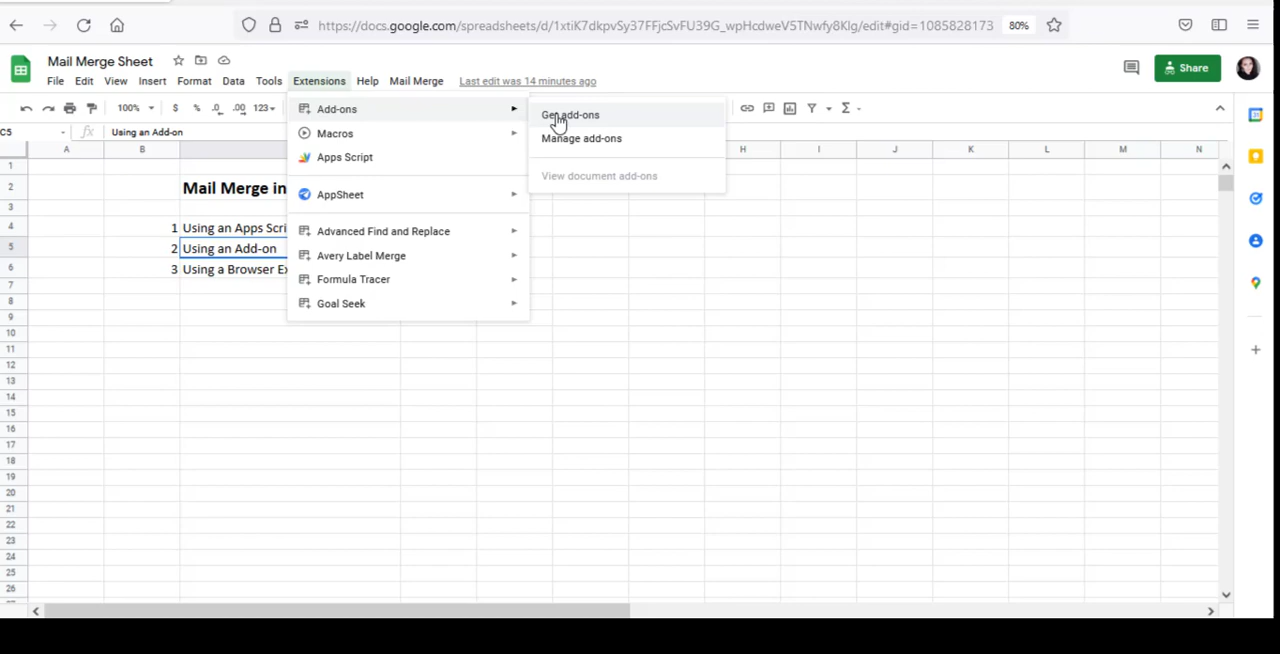 https://docs.google.com/spreadsheets/d/1xtiK7dkpvSy37FFjcSvFU39G_wpHcdweV5TNwfy8Klg/edit#gid=1085828173 80%
Mail Merge Sheet
File Edit View Insert Format Data Tools Extensions Help Mail Merge Last edit was 14 minutes ago
Share
100% $ % .0 .00 123
Add-ons
Get add-ons
C5 fx Using an Add-on
Macros
Manage add-ons
A B H I J K L M N
Apps Script
View document add-ons
1
2 Mail Merge in
AppSheet
3
4 1 Using an Apps Scri
Advanced Find and Replace
5 2 Using an Add-on
Avery Label Merge
6 3 Using a Browser Ex
7
Formula Tracer
8
Goal Seek
9
10
11
12
13
14
15
16
17
18
19
20
21
22
23
24
25
26